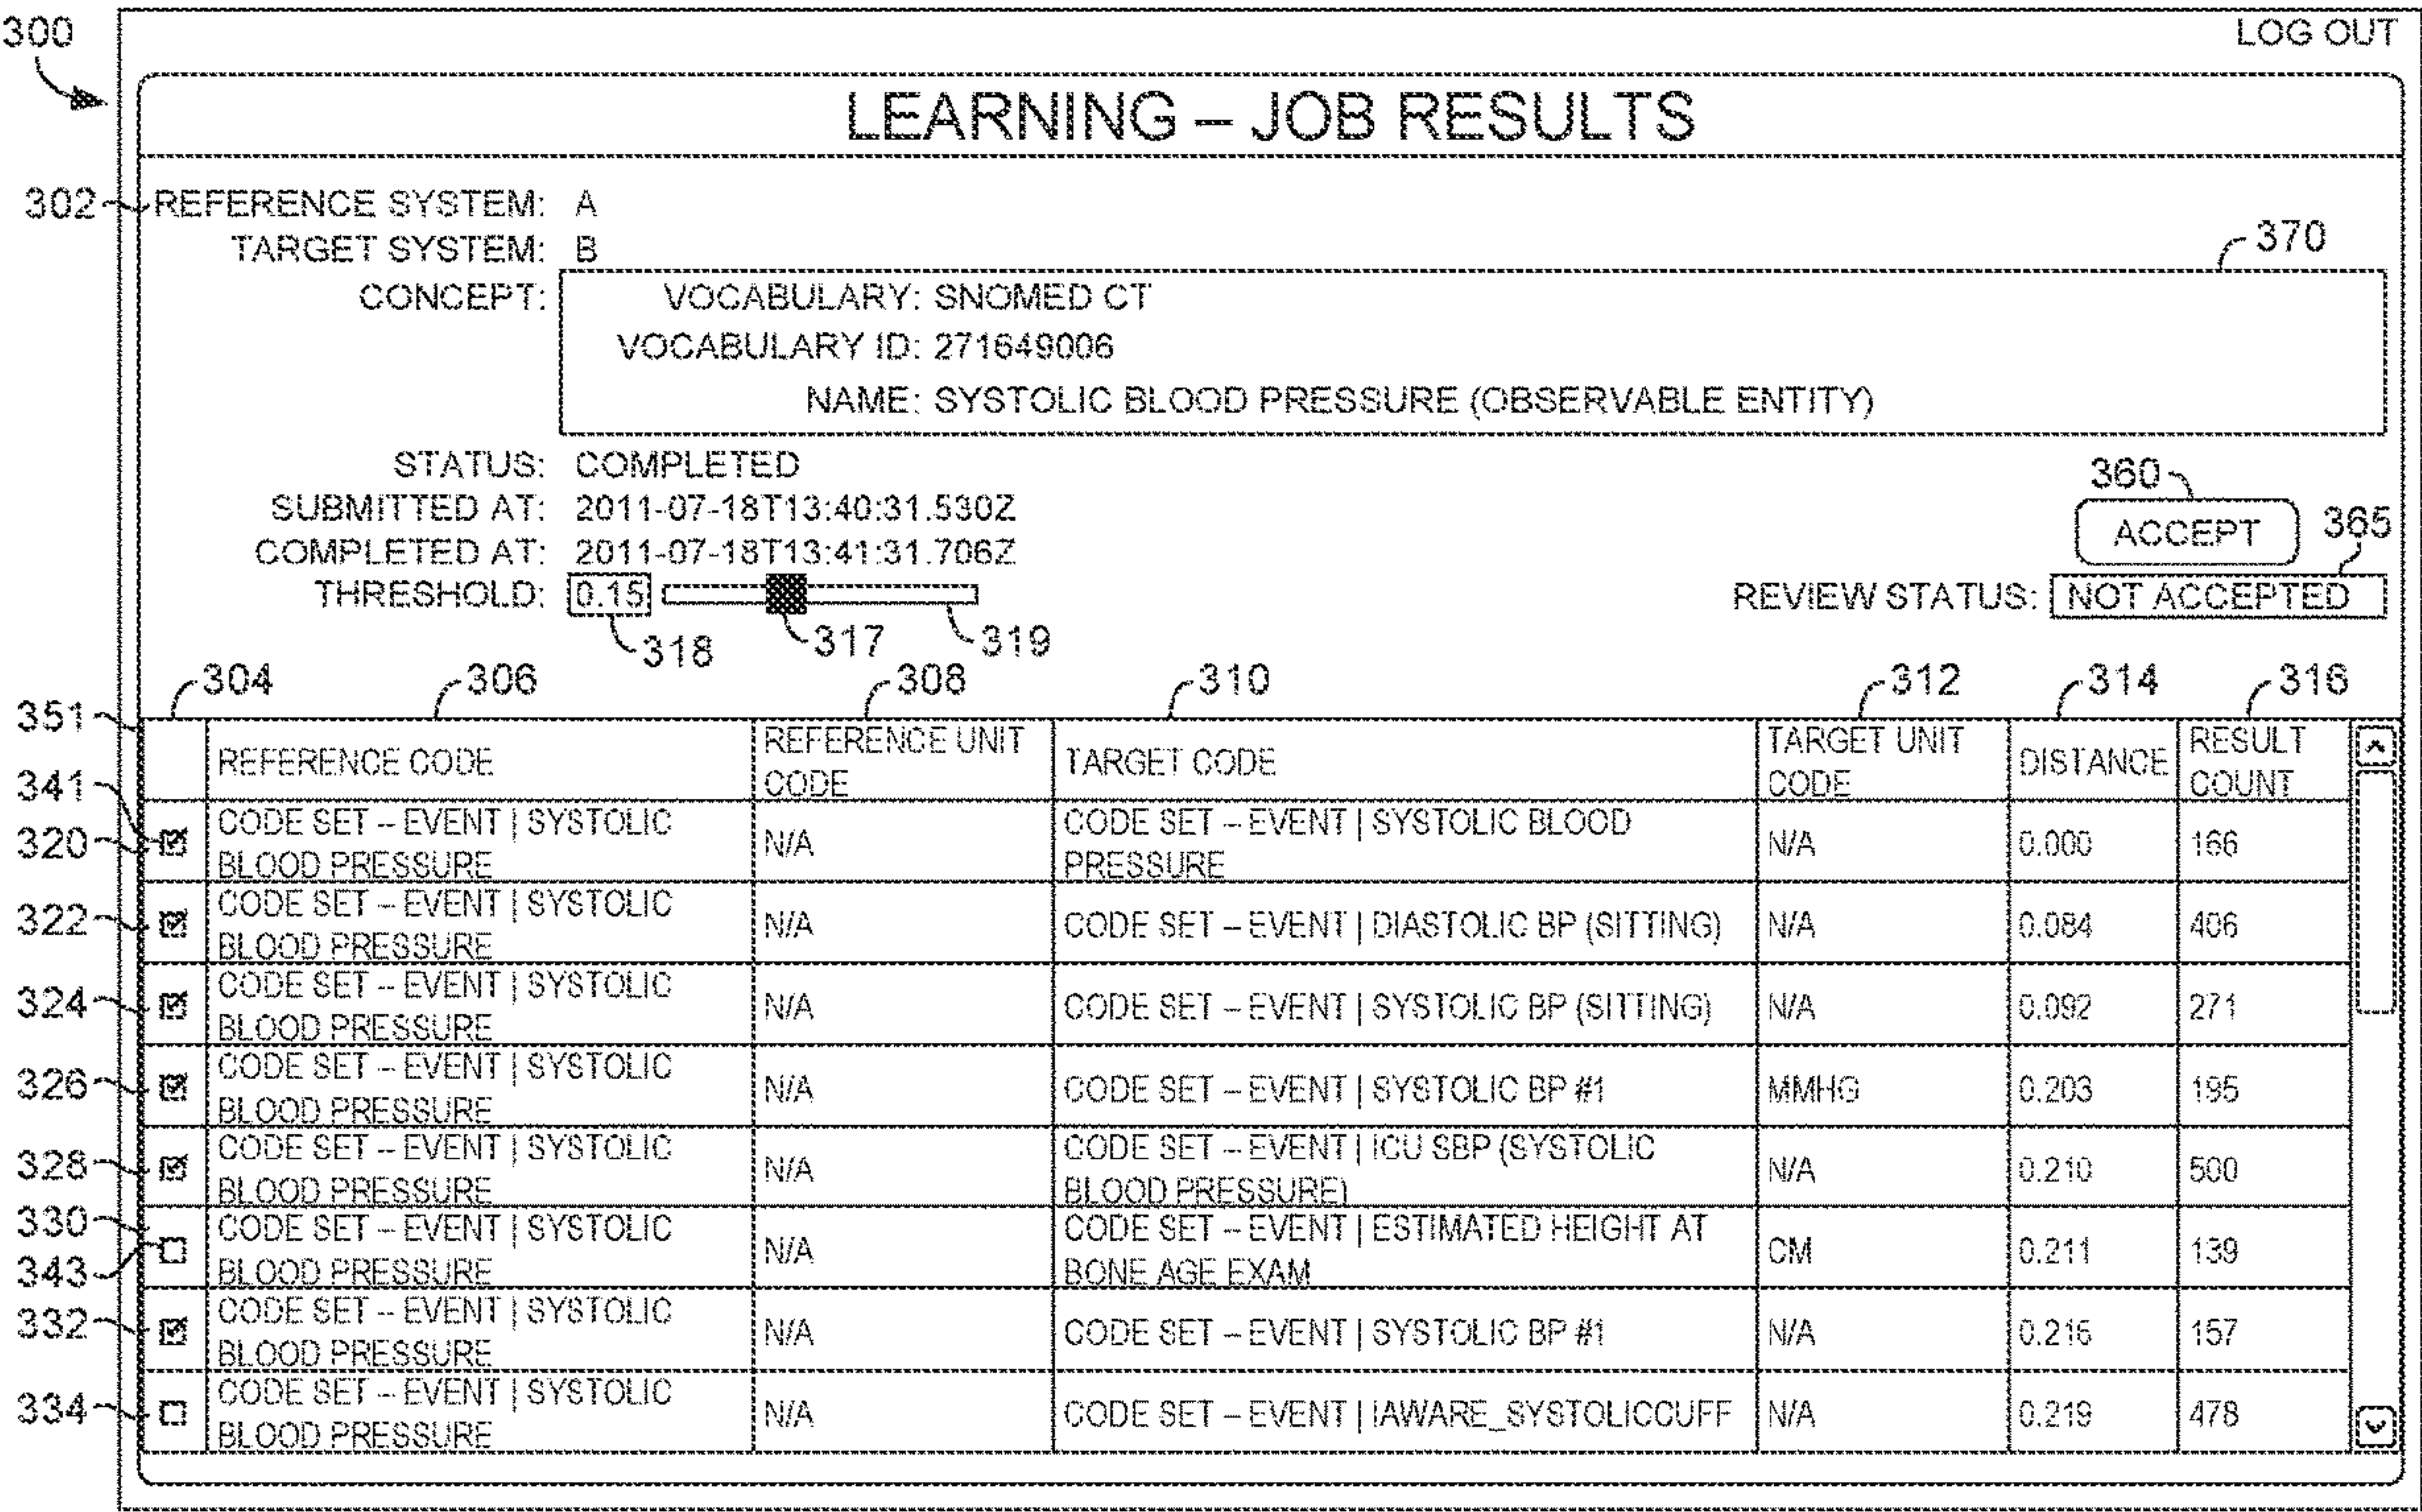 300
LOG OUT
LEARNING – JOB RESULTS
302 REFERENCE SYSTEM: A
TARGET SYSTEM: B
370
CONCEPT: VOCABULARY: SNOMED CT
VOCABULARY ID: 271649006
NAME: SYSTOLIC BLOOD PRESSURE (OBSERVABLE ENTITY)
STATUS: COMPLETED
360
SUBMITTED AT: 2011-07-18T13:40:31.530Z
ACCEPT 365
COMPLETED AT: 2011-07-18T13:41:31.706Z
THRESHOLD: 0.15
REVIEW STATUS: NOT ACCEPTED
318 317 319
304 306 308 310 312 314 316
351
REFERENCE CODE
REFERENCE UNIT
CODE
TARGET CODE
TARGET UNIT
CODE
DISTANCE
RESULT
COUNT
341
320
CODE SET – EVENT | SYSTOLIC
BLOOD PRESSURE
N/A
CODE SET – EVENT | SYSTOLIC BLOOD
PRESSURE
N/A
0.000
166
322
CODE SET – EVENT | SYSTOLIC
BLOOD PRESSURE
N/A
CODE SET – EVENT | DIASTOLIC BP (SITTING)
N/A
0.084
406
324
CODE SET – EVENT | SYSTOLIC
BLOOD PRESSURE
N/A
CODE SET – EVENT | SYSTOLIC BP (SITTING)
N/A
0.092
271
326
CODE SET – EVENT | SYSTOLIC
BLOOD PRESSURE
N/A
CODE SET – EVENT | SYSTOLIC BP #1
MMHG
0.203
195
328
CODE SET – EVENT | SYSTOLIC
BLOOD PRESSURE
N/A
CODE SET – EVENT | ICU SBP (SYSTOLIC
BLOOD PRESSURE)
N/A
0.210
500
330
343
CODE SET – EVENT | SYSTOLIC
BLOOD PRESSURE
N/A
CODE SET – EVENT | ESTIMATED HEIGHT AT
BONE AGE EXAM
CM
0.211
139
332
CODE SET – EVENT | SYSTOLIC
BLOOD PRESSURE
N/A
CODE SET – EVENT | SYSTOLIC BP #1
N/A
0.216
157
334
CODE SET – EVENT | SYSTOLIC
BLOOD PRESSURE
N/A
CODE SET – EVENT | IAWARE_SYSTOLICCUFF
N/A
0.219
478